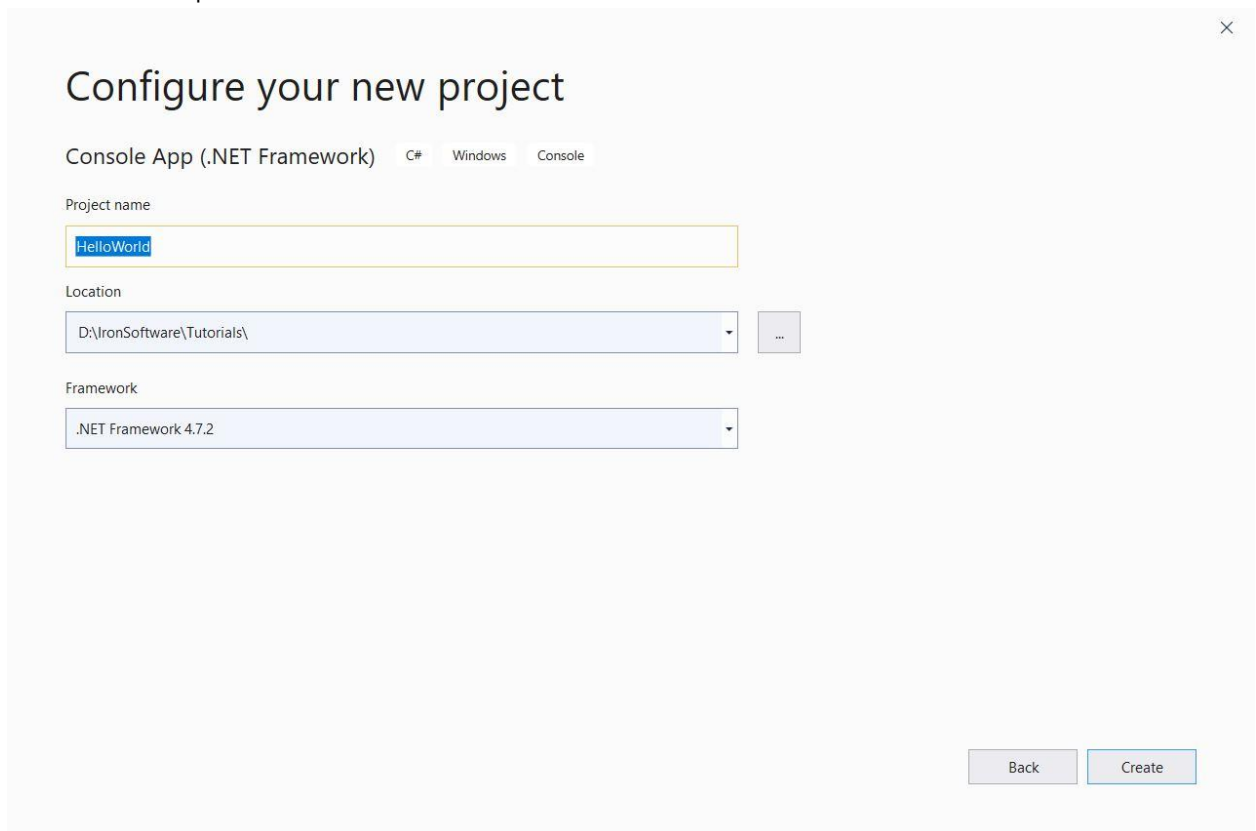 Configure your new project
Console App (.NET Framework) C# Windows Console
Project name
HelloWorld
Location
D:\IronSoftware\Tutorials\
...
Framework
.NET Framework 4.7.2
Back Create